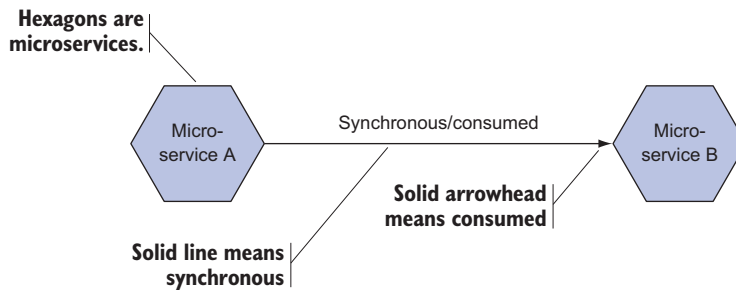 Hexagons are
microservices.
Micro-
service A
Synchronous/consumed
Micro-
service B
Solid arrowhead
means consumed
Solid line means
synchronous